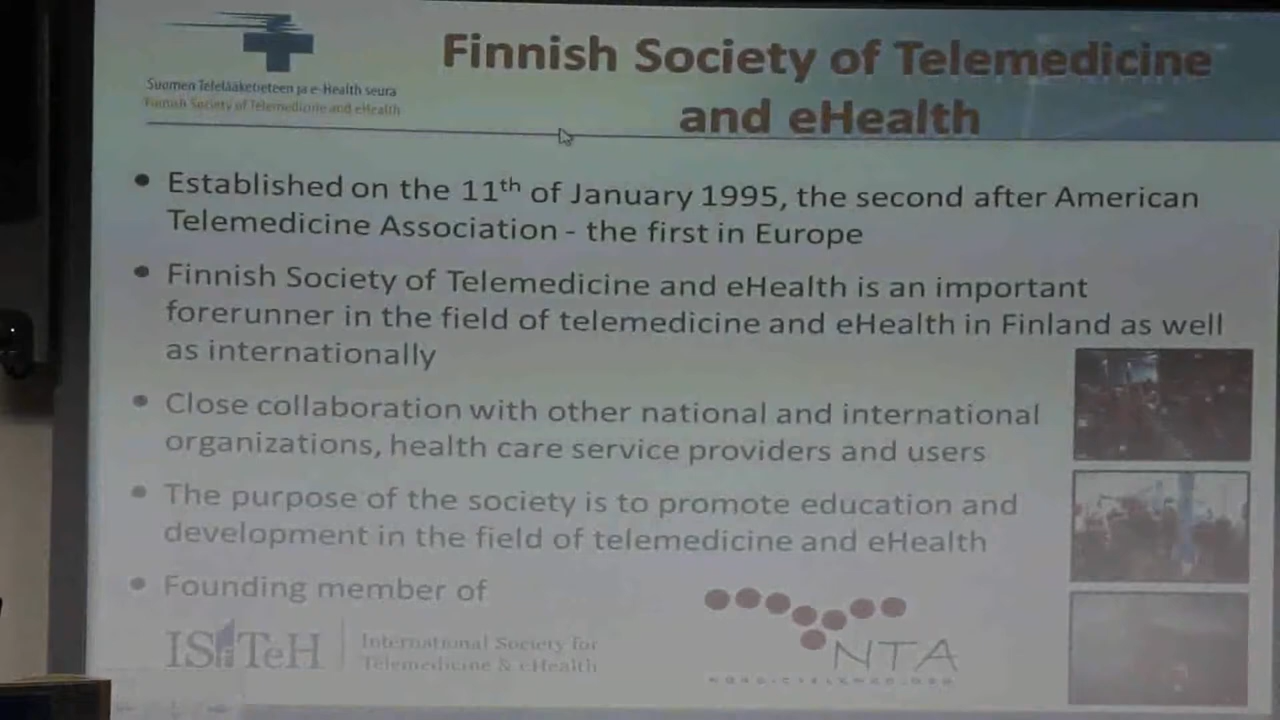 Suomen Telelääketieteen ja e-Health seura
Finnish Society of Telemedicine and eHealth
Finnish Society of Telemedicine
and eHealth
• Established on the 11th of January 1995, the second after American
Telemedicine Association - the first in Europe
• Finnish Society of Telemedicine and eHealth is an important
forerunner in the field of telemedicine and eHealth in Finland as well
as internationally
• Close collaboration with other national and international
organizations, health care service providers and users
• The purpose of the society is to promote education and
development in the field of telemedicine and eHealth
• Founding member of
ISfTeH
International Society for
Telemedicine & eHealth
NTA